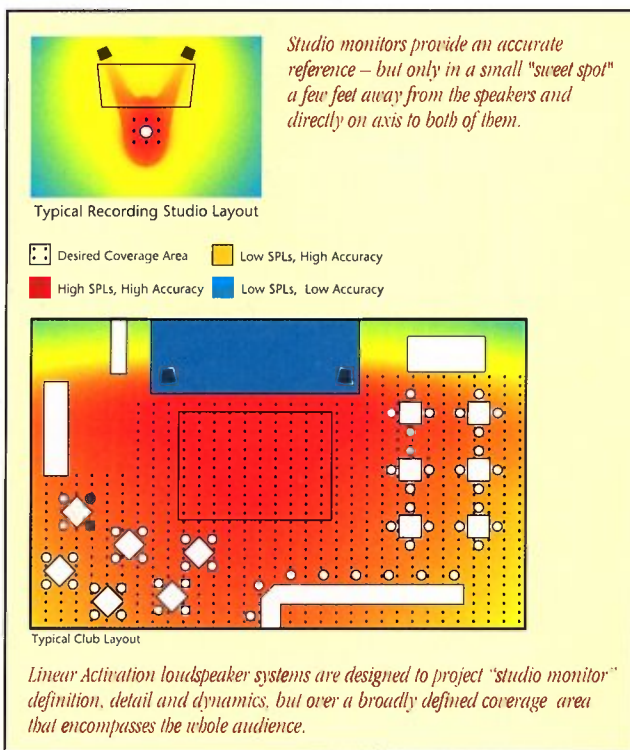 Studio monitors provide an accurate
reference – but only in a small "sweet spot"
a few feet away from the speakers and
directly on axis to both of them.
Typical Recording Studio Layout
Desired Coverage Area
Low SPLs, High Accuracy
High SPLs, High Accuracy
Low SPLs, Low Accuracy
Typical Club Layout
Linear Activation loudspeaker systems are designed to project "studio monitor"
definition, detail and dynamics, but over a broadly defined coverage area
that encompasses the whole audience.